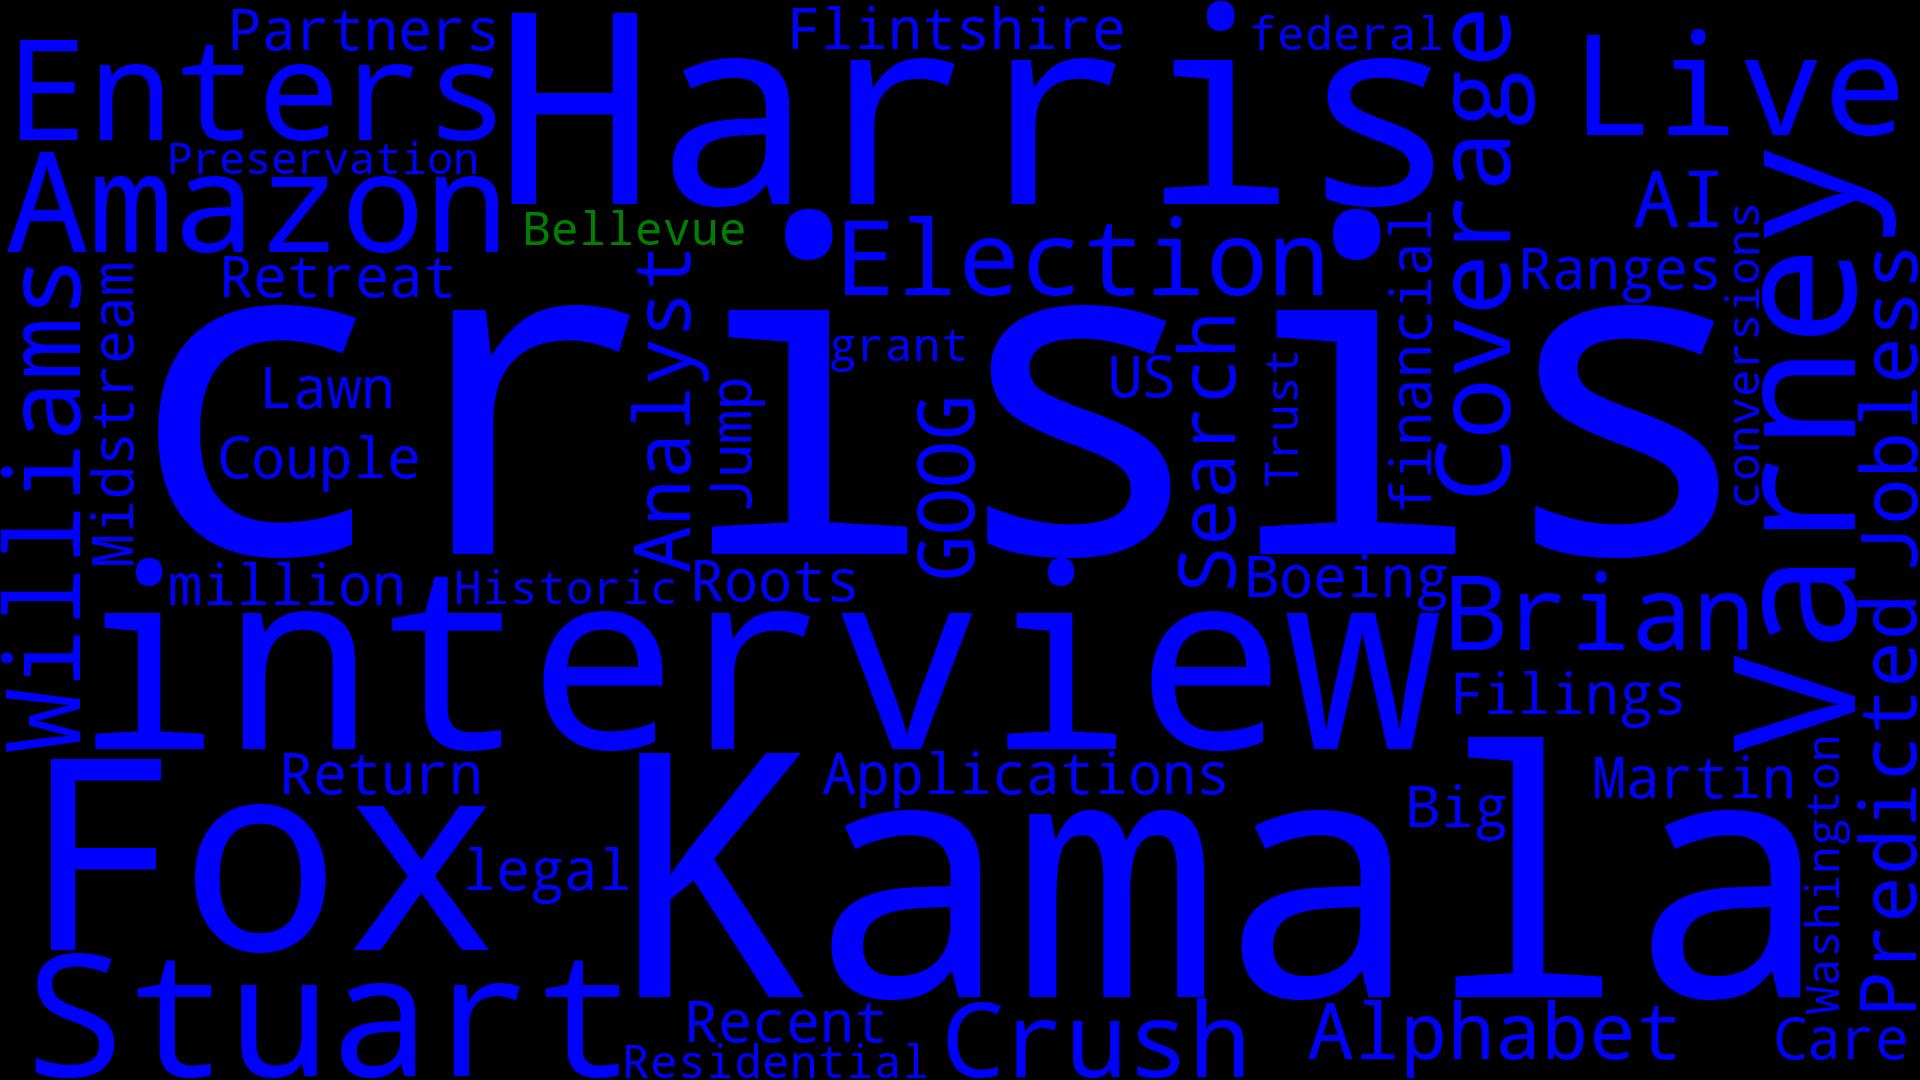 Partners
Harris
Flintshire
federal
Coverage
Live
Enters
Preservation
Amazon
AI
Varney
Bellevue
Election
Retreat
Williams
Midstream
Analyst
financial
Ranges
conversions
Jobless
crisis
grant
US
Search
Trust
Lawn
Jump
GOOG
Couple
million
Historic
Roots
Boeing
Brian
interview
Filings
Predicted
Fox
Return
Kamala
Applications
Big
Martin
Washington
legal
Stuart
Recent
Residential
Crush
Alphabet
Care